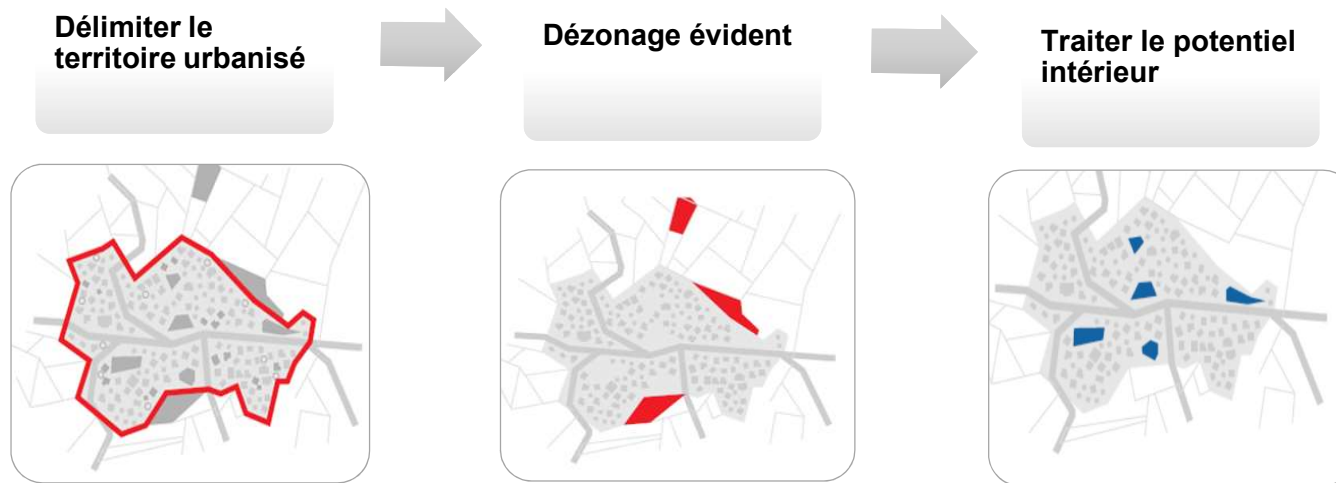 Délimiter le
territoire urbanisé
Dézonage évident
Traiter le potentiel
intérieur